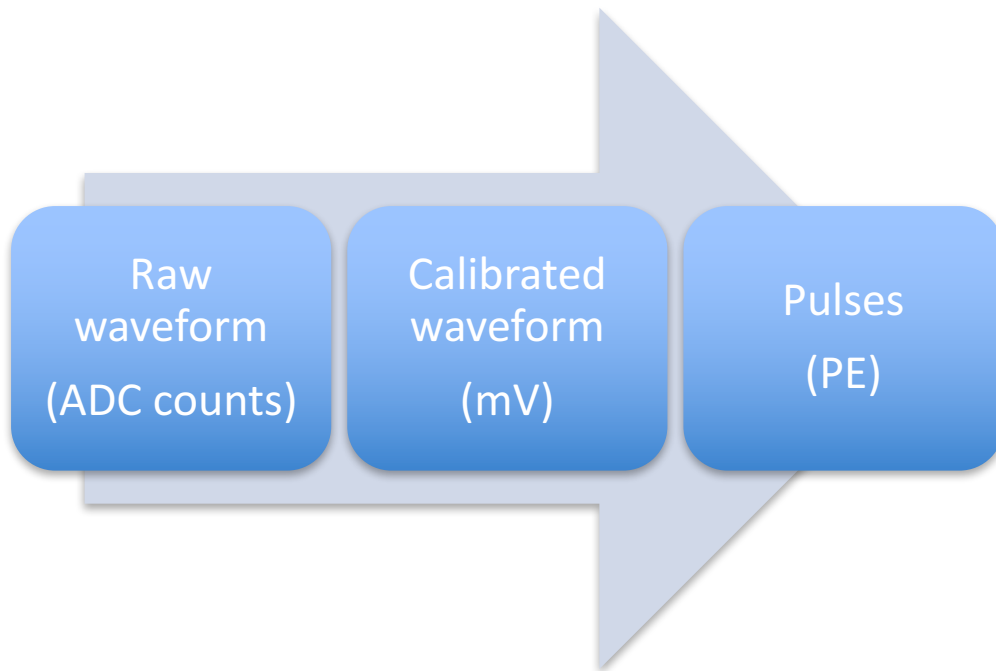 Raw
waveform
(ADC counts)
Calibrated
waveform
(mV)
Pulses
(PE)